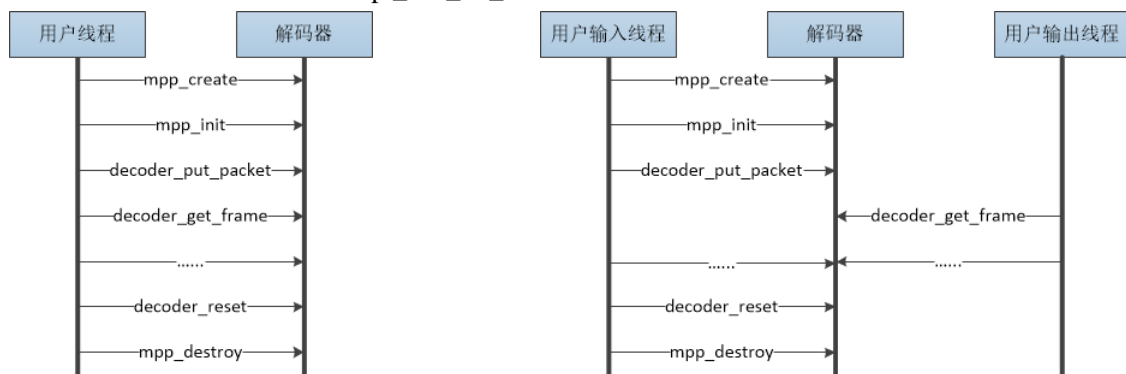 用户线程
解码器
mpp_create
mpp_init
decoder_put_packet
decoder_get_frame
......
decoder_reset
mpp_destroy
用户输入线程
解码器
用户输出线程
mpp_create
mpp_init
decoder_put_packet
decoder_get_frame
......
......
decoder_reset
mpp_destroy